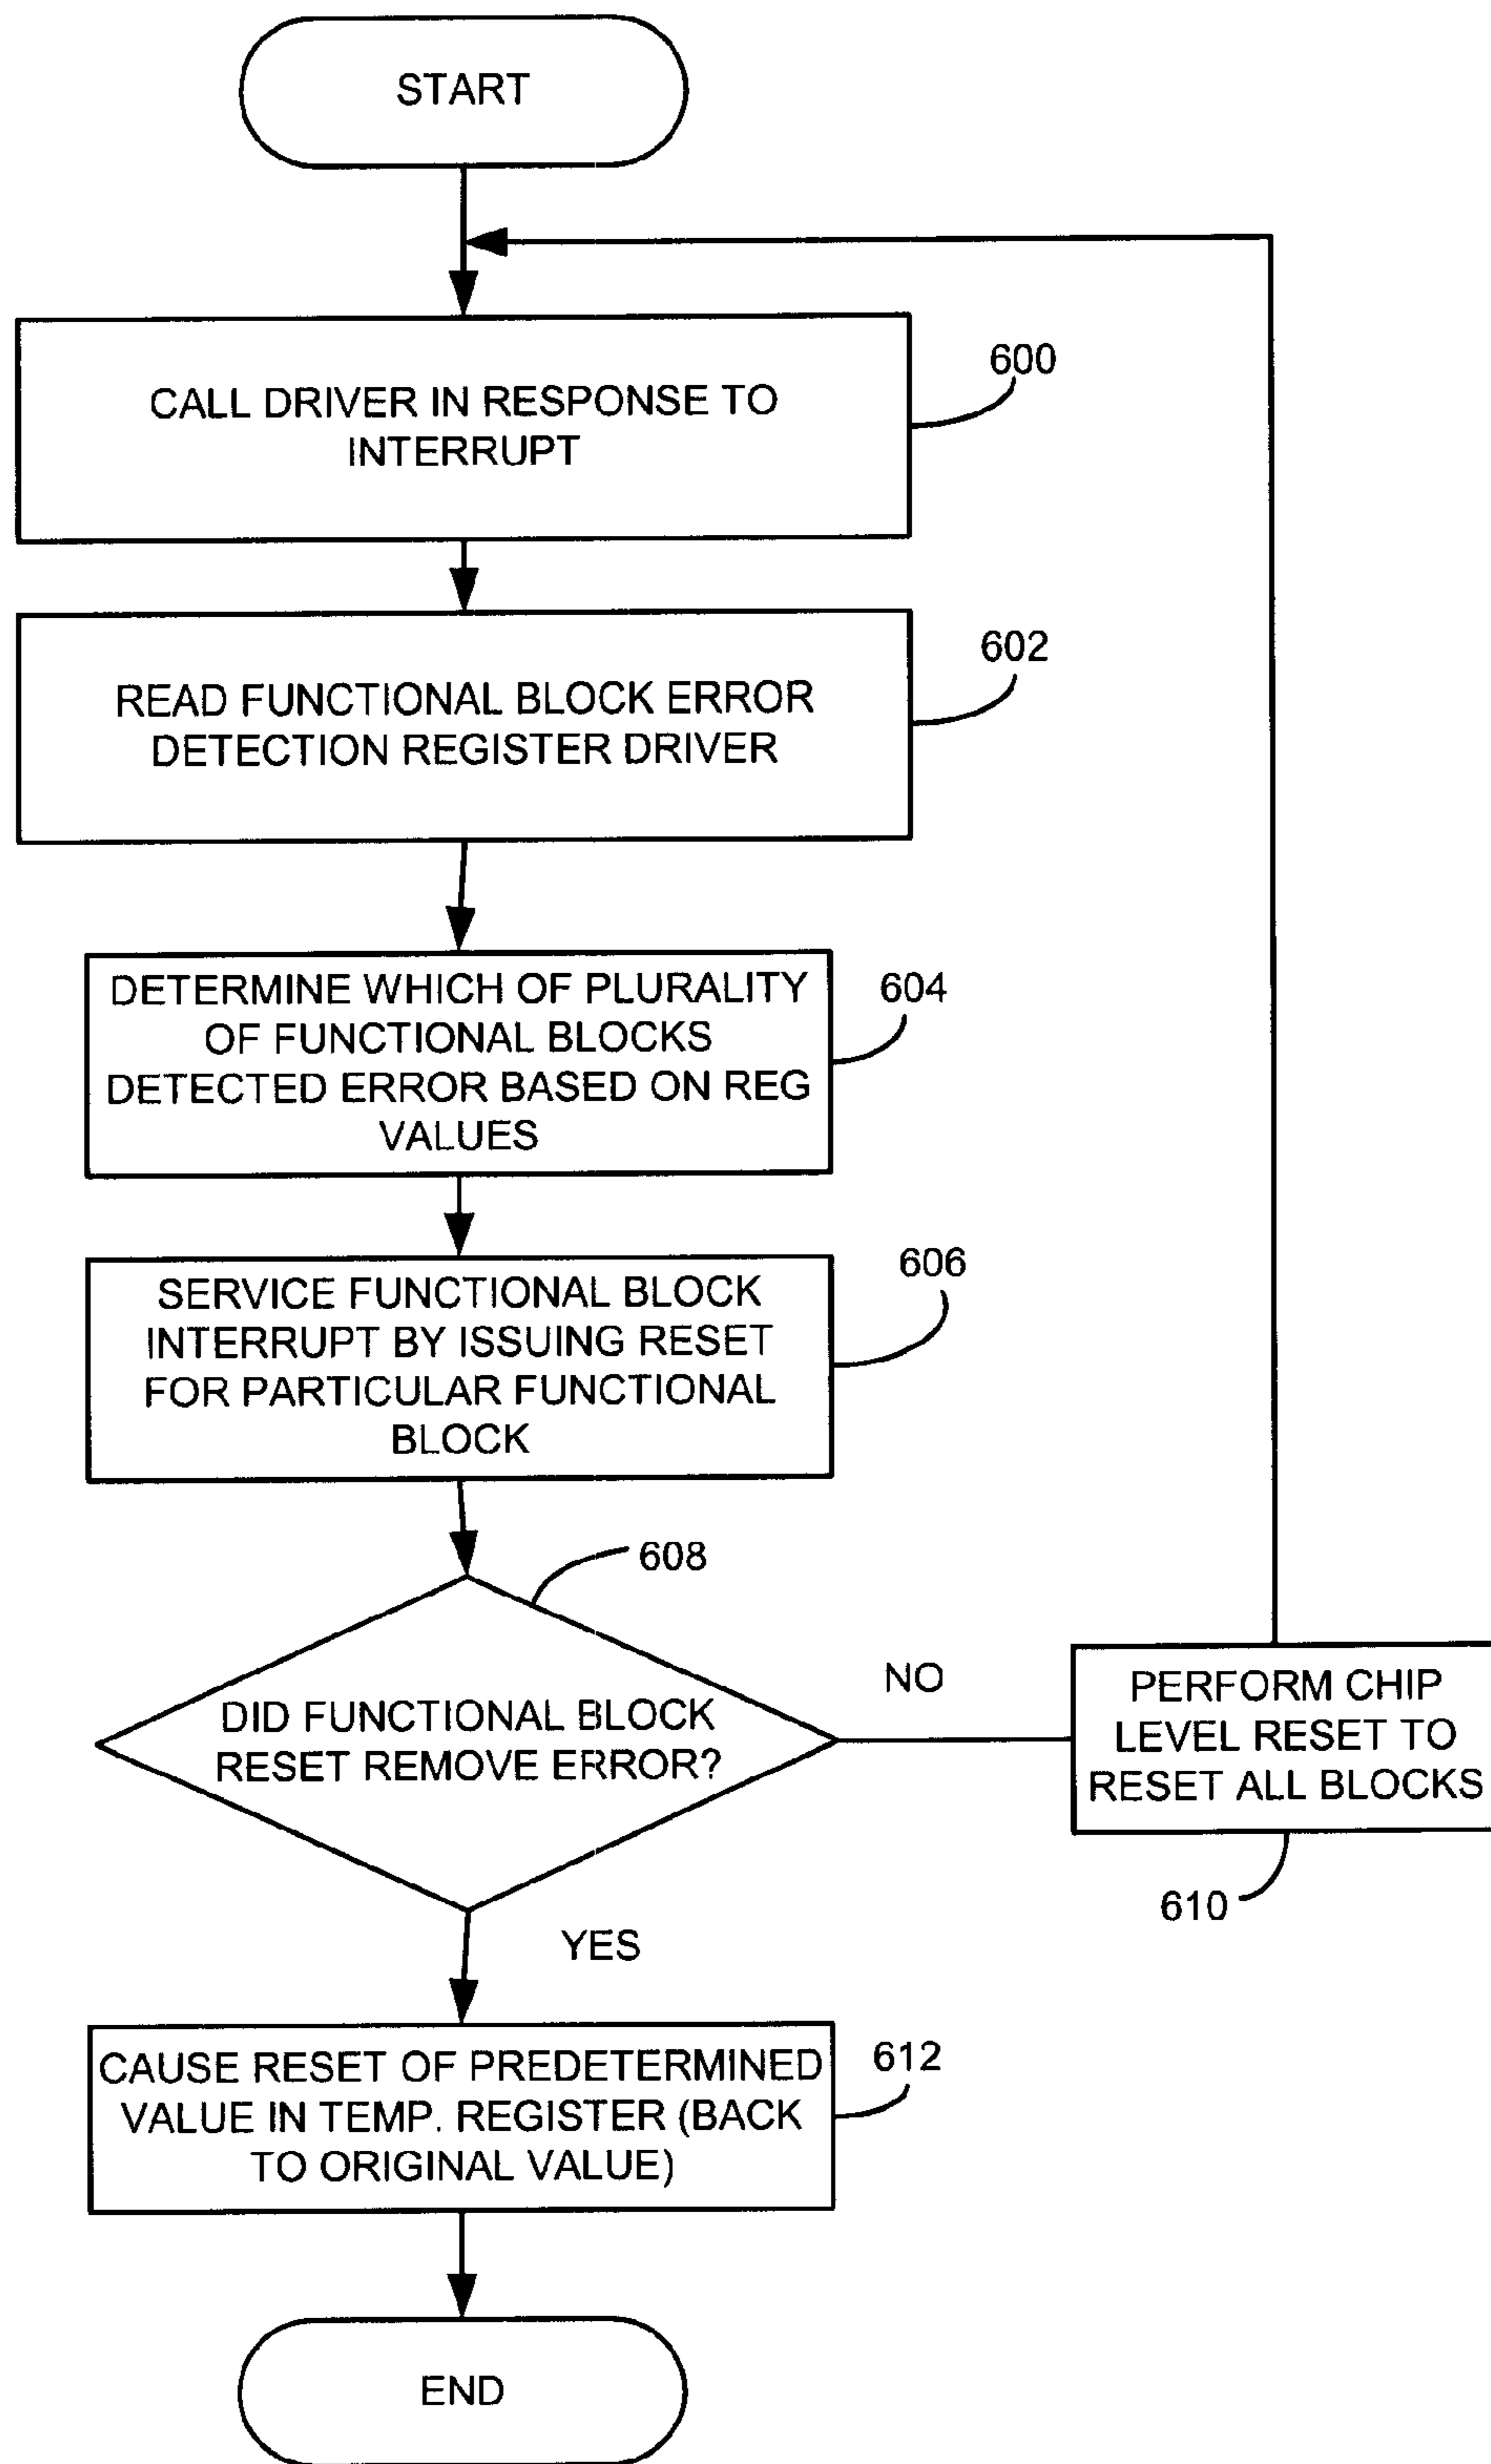 START
CALL DRIVER IN RESPONSE TO
INTERRUPT
600
READ FUNCTIONAL BLOCK ERROR
DETECTION REGISTER DRIVER
602
DETERMINE WHICH OF PLURALITY
OF FUNCTIONAL BLOCKS
DETECTED ERROR BASED ON REG
VALUES
604
SERVICE FUNCTIONAL BLOCK
INTERRUPT BY ISSUING RESET
FOR PARTICULAR FUNCTIONAL
BLOCK
606
DID FUNCTIONAL BLOCK
RESET REMOVE ERROR?
608
NO
PERFORM CHIP
LEVEL RESET TO
RESET ALL BLOCKS
610
YES
CAUSE RESET OF PREDETERMINED
VALUE IN TEMP. REGISTER (BACK
TO ORIGINAL VALUE)
612
END